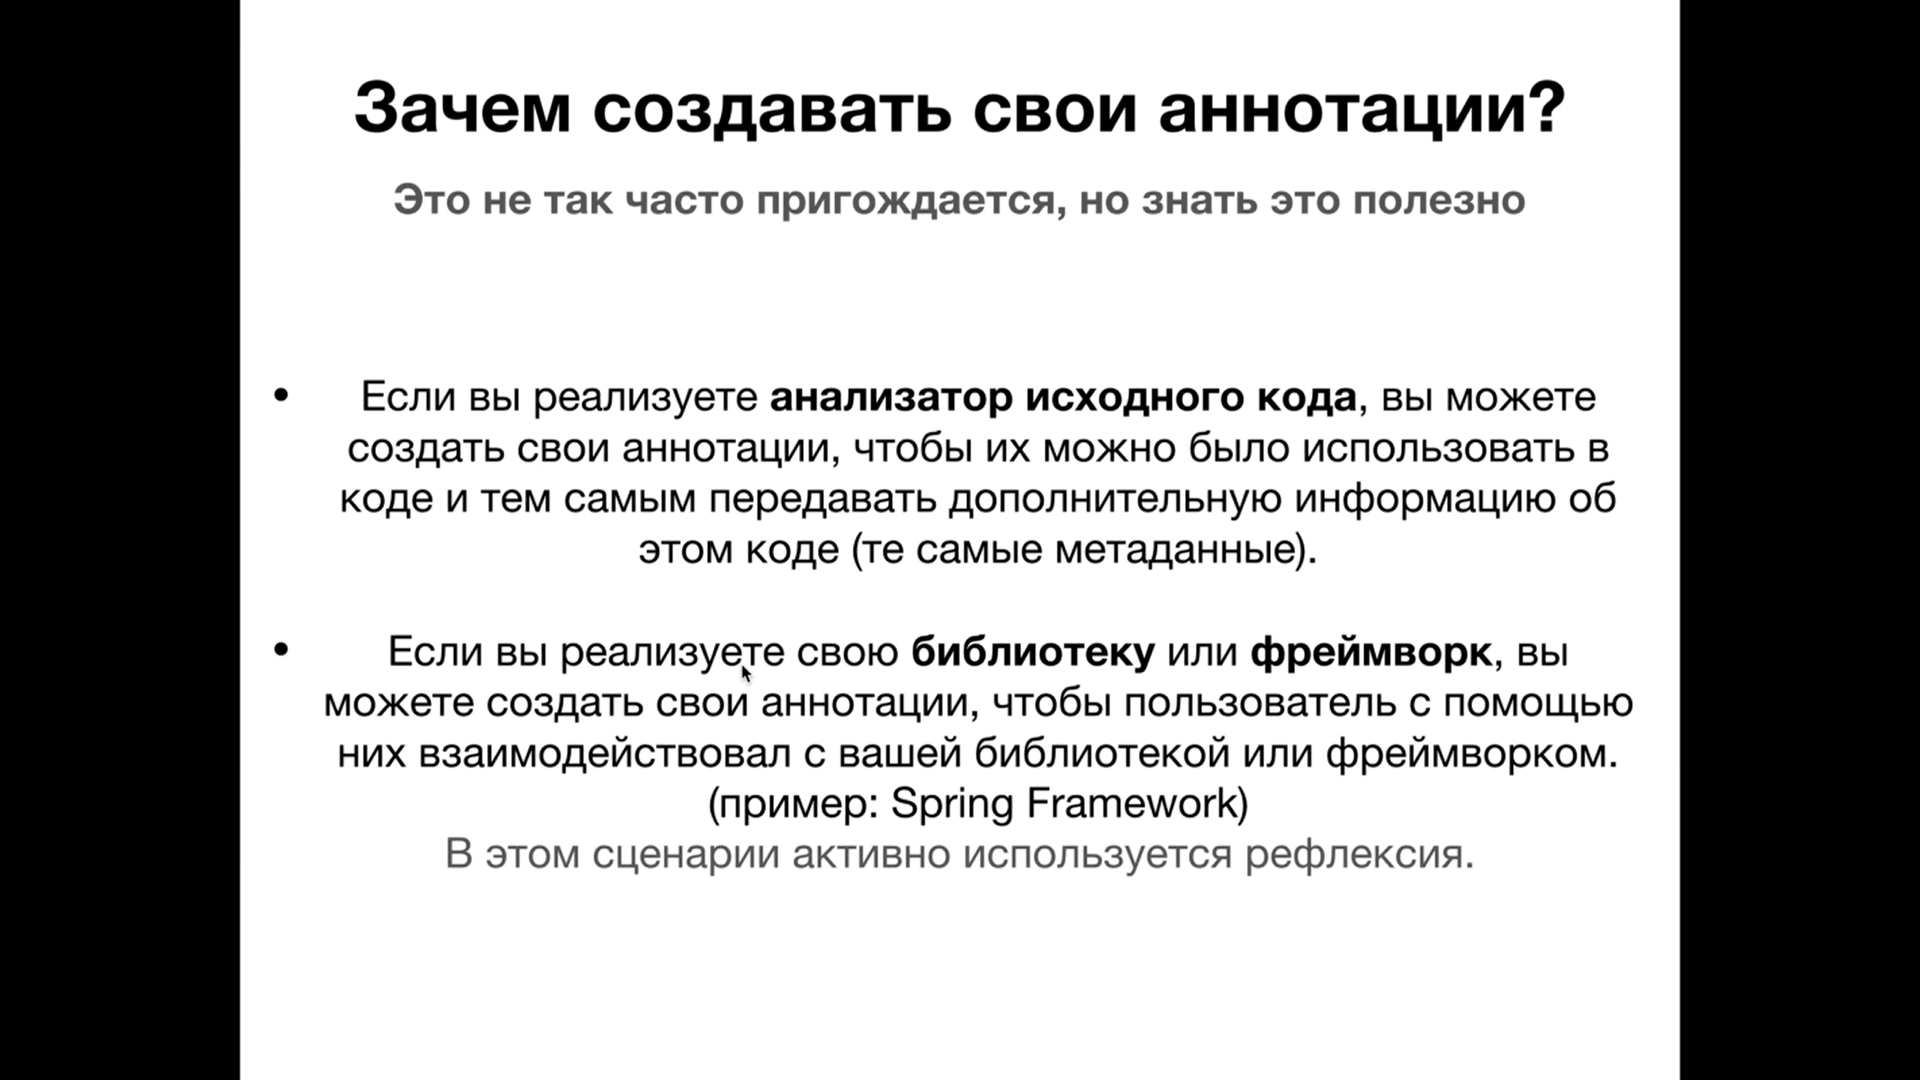 Зачем создавать свои аннотации?
Это не так часто пригождается, но знать это полезно
• Если вы реализуете анализатор исходного кода, вы можете
создать свои аннотации, чтобы их можно было использовать в
коде и тем самым передавать дополнительную информацию об
этом коде (те самые метаданные).
• Если вы реализуете свою библиотеку или фреймворк, вы
можете создать свои аннотации, чтобы пользователь с помощью
них взаимодействовал с вашей библиотекой или фреймворком.
(пример: Spring Framework)
В этом сценарии активно используется рефлексия.